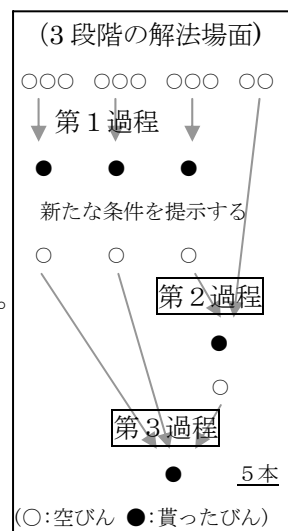 (3段階の解法場面)
○○○ ○○○ ○○○ ○○
第1過程
● ● ●
新たな条件を提示する
○ ○ ○
。
第2過程
●
○
第3過程
● 5本
(○:空びん ●:貰ったびん)